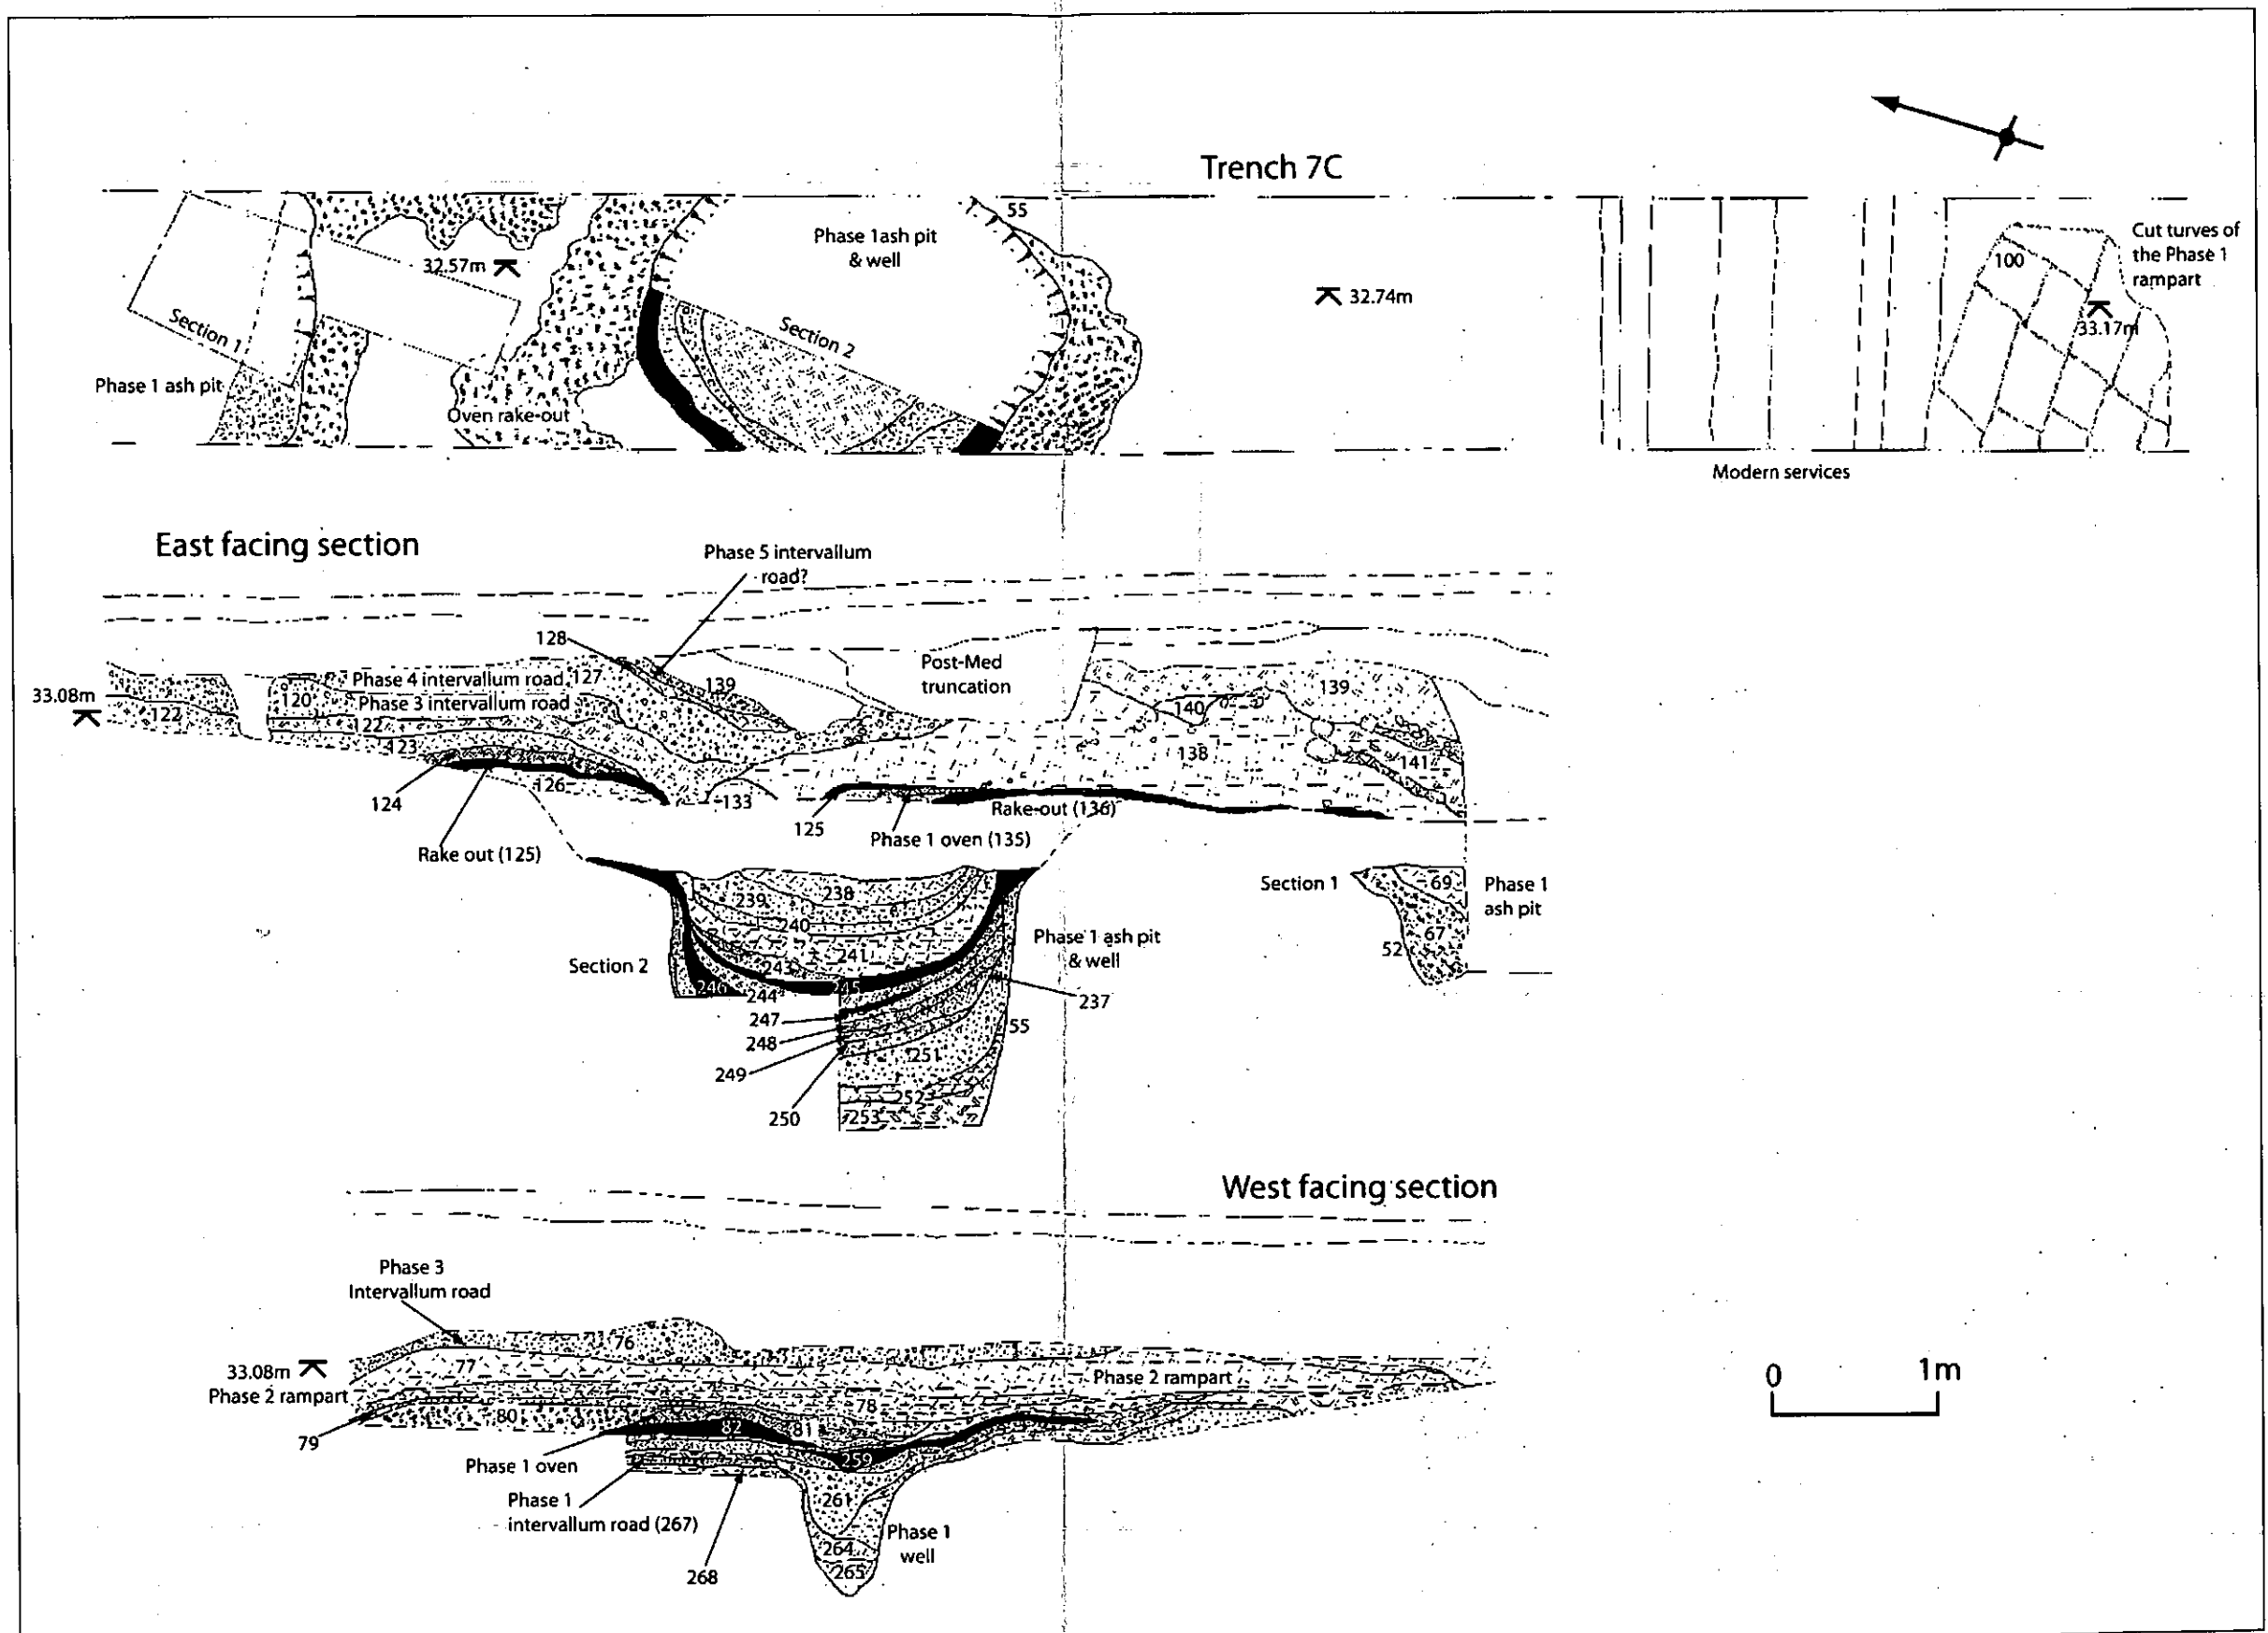 Trench 7C
55
Phase 1ash pit
& well
32.57m
Section 1
Section 2
Phase 1 ash pit
Oven rake-out
32.74m
100
Cut turves of
the Phase 1
rampart
33.17m
Modern services
East facing section
Phase 5 intervallum
road?
128
Post-Med
truncation
33.08m
Phase 4 intervallum road
127
139
139
120
Phase 3 intervallum road
122
122
140
123
138
141
124
126
133
125
Rake-out (136)
Phase 1 oven (135)
Rake out (125)
Section 1
69
Phase 1
ash pit
67
52
238
239
240
241
243
Section 2
Phase 1 ash pit
& well
246
244
245
237
247
248
249
250
55
251
252
253
West facing section
Phase 3
Intervallum road
76
77
33.08m
Phase 2 rampart
Phase 2 rampart
78
79
80
82
81
259
Phase 1 oven
Phase 1
intervallum road (267)
261
264
265
Phase 1
well
268
0
1m